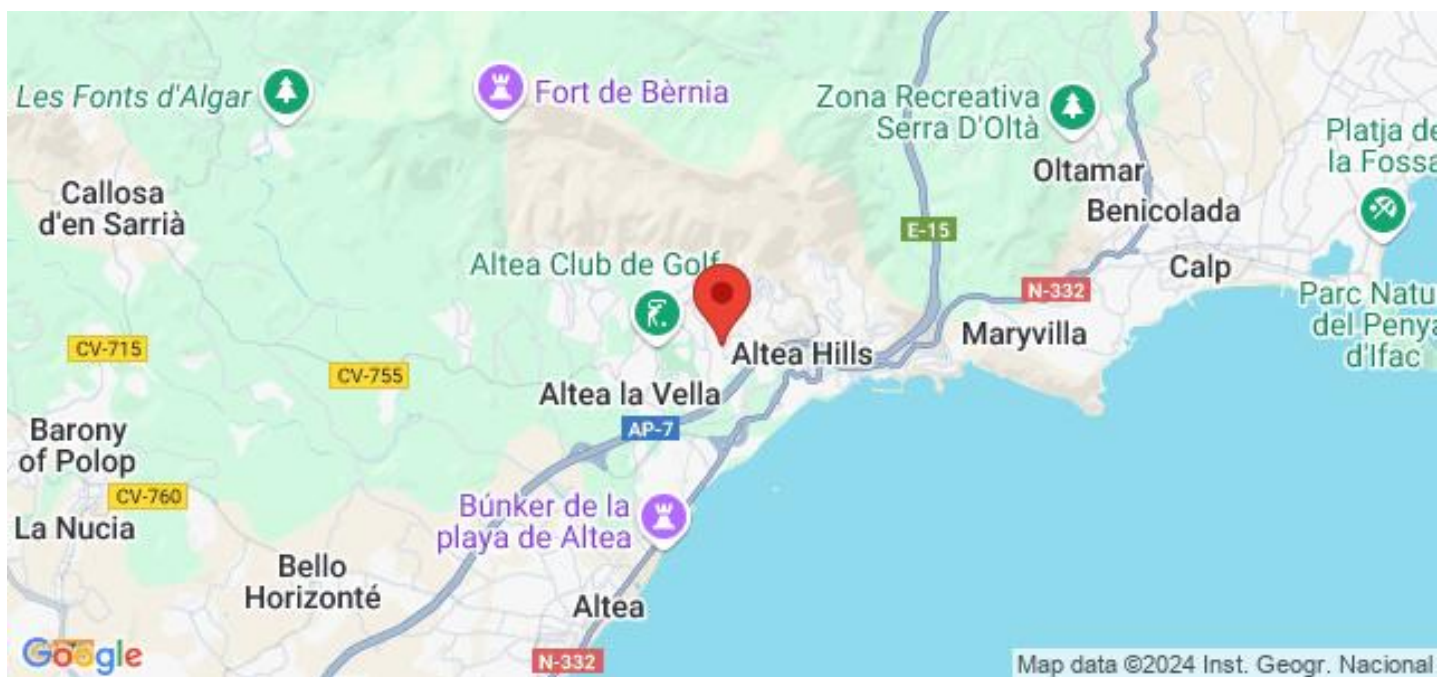 Les Fonts d'Algar
Fort de Bèrnia
Zona Recreativa
Serra D'Oltà
Platja de
la Fossa
Oltamar
Callosa
d'en Sarrià
Benicolada
E-15
Altea Club de Golf
Calp
N-332
Parc Natu
del Penya
d'Ifac
Maryvilla
CV-715
Altea Hills
CV-755
Altea la Vella
AP-7
Barony
of Polop
CV-760
Búnker de la
playa de Altea
La Nucia
Bello
Horizonté
Altea
Google
N-332
Map data ©2024 Inst. Geogr. Nacional